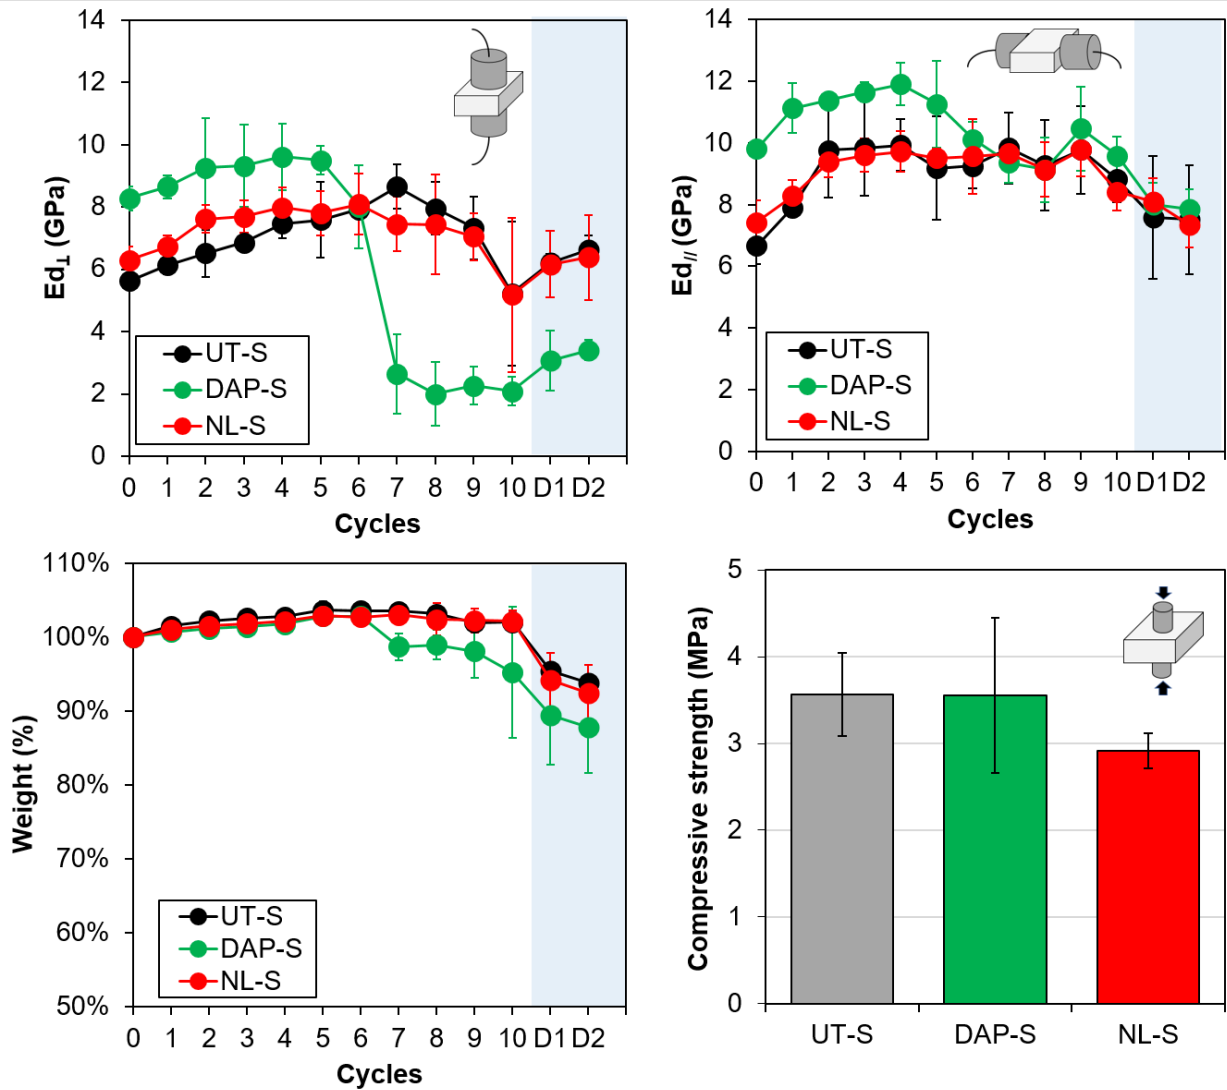 14
12
10
8
6
4
2
0
Ed⊥ (GPa)
UT-S
DAP-S
NL-S
0 1 2 3 4 5 6 7 8 9 10 D1 D2
Cycles
14
12
10
8
6
4
2
0
Ed// (GPa)
UT-S
DAP-S
NL-S
0 1 2 3 4 5 6 7 8 9 10 D1 D2
Cycles
110%
100%
90%
80%
70%
60%
50%
Weight (%)
UT-S
DAP-S
NL-S
0 1 2 3 4 5 6 7 8 9 10 D1 D2
Cycles
5
4
3
2
1
0
Compressive strength (MPa)
UT-S DAP-S NL-S